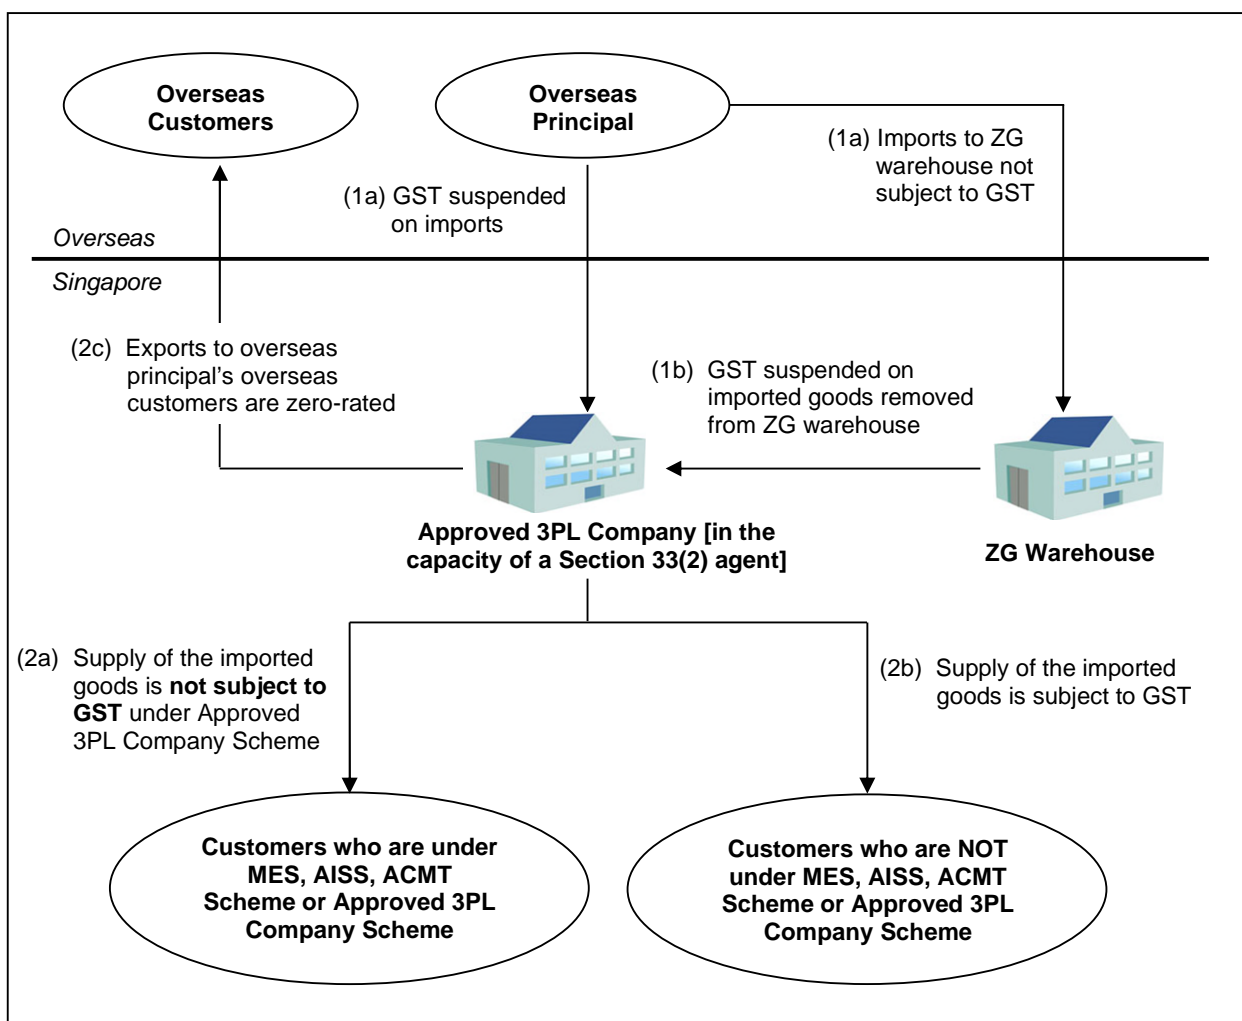 Overseas
Customers
Overseas
Principal
(1a) Imports to ZG
warehouse not
subject to GST
(1a) GST suspended
on imports
Overseas
Singapore
(2c) Exports to overseas
principal's overseas
customers are zero-rated
(1b) GST suspended on
imported goods removed
from ZG warehouse
Approved 3PL Company [in the
capacity of a Section 33(2) agent]
ZG Warehouse
(2a) Supply of the imported
goods is not subject to
GST under Approved
3PL Company Scheme
(2b) Supply of the imported
goods is subject to GST
Customers who are under
MES, AISS, ACMT
Scheme or Approved 3PL
Company Scheme
Customers who are NOT
under MES, AISS, ACMT
Scheme or Approved 3PL
Company Scheme